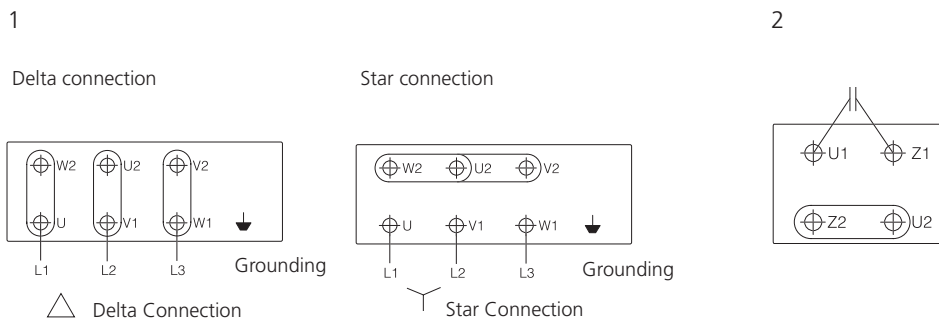 1
2
Delta connection
Star connection
W2 U2 V2
U V1 W1
L1 L2 L3 Grounding
Delta Connection
W2 U2 V2
U V1 W1
L1 L2 L3 Grounding
Star Connection
U1 Z1
Z2 U2